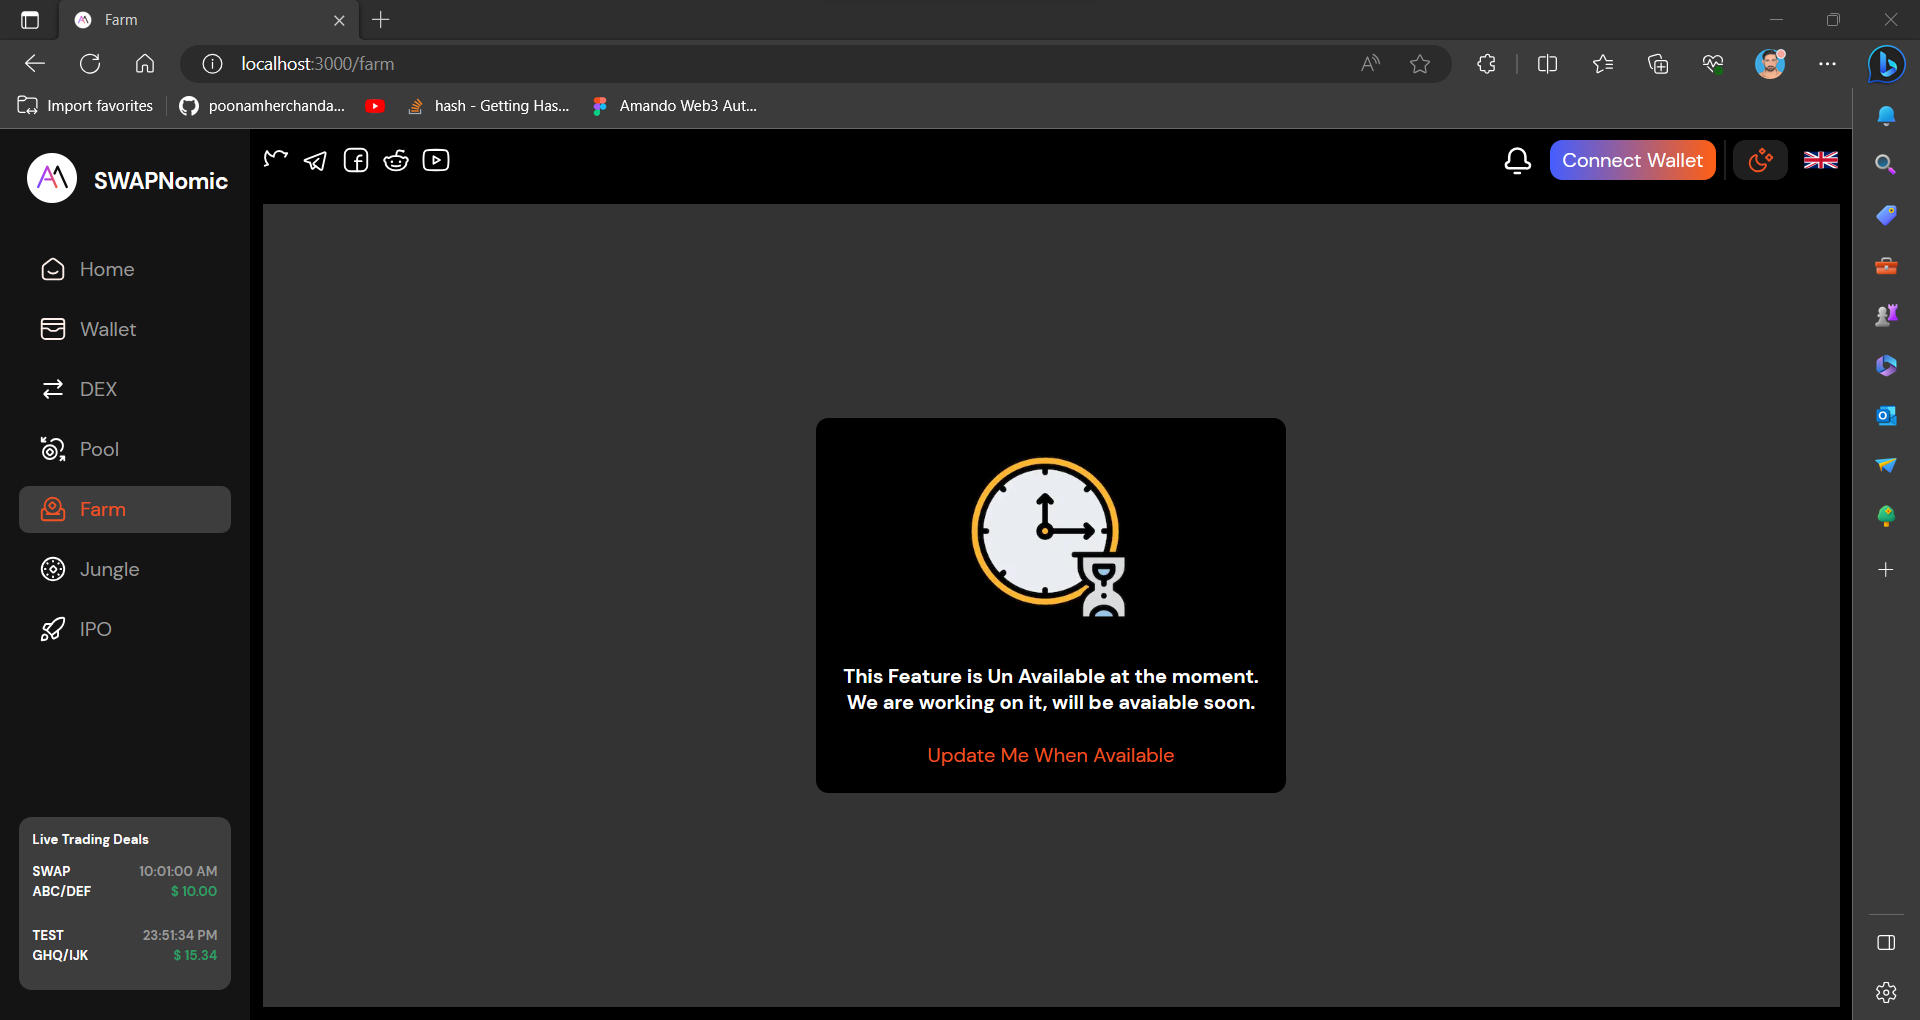 Farm
localhost:3000/farm
Import favorites
poonamherchanda...
hash - Getting Has...
Amando Web3 Aut...
SWAPNomic
Connect Wallet
Home
Wallet
DEX
Pool
Farm
Jungle
IPO
This Feature is Un Available at the moment.
We are working on it, will be avaiable soon.
Update Me When Available
Live Trading Deals
SWAP 10:01:00 AM
ABC/DEF $ 10.00
TEST 23:51:34 PM
GHQ/IJK $ 15.34